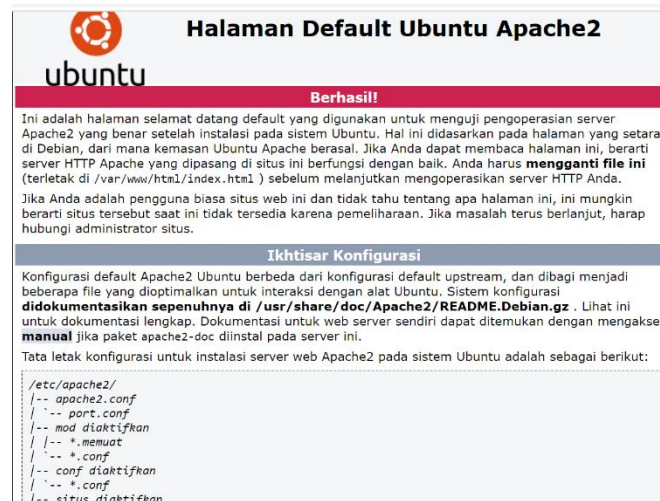 ubuntu
Halaman Default Ubuntu Apache2
Berhasil!
Ini adalah halaman selamat datang default yang digunakan untuk menguji pengoperasian server
Apache2 yang benar setelah instalasi pada sistem Ubuntu. Hal ini didasarkan pada halaman yang setara
di Debian, dari mana kemasan Ubuntu Apache berasal. Jika Anda dapat membaca halaman ini, berarti
server HTTP Apache yang dipasang di situs ini berfungsi dengan baik. Anda harus mengganti file ini
(terletak di /var/www/html/index.html ) sebelum melanjutkan mengoperasikan server HTTP Anda.
Jika Anda adalah pengguna biasa situs web ini dan tidak tahu tentang apa halaman ini, ini mungkin
berarti situs tersebut saat ini tidak tersedia karena pemeliharaan. Jika masalah terus berlanjut, harap
hubungi administrator situs.
Ikhtisar Konfigurasi
Konfigurasi default Apache2 Ubuntu berbeda dari konfigurasi default upstream, dan dibagi menjadi
beberapa file yang dioptimalkan untuk interaksi dengan alat Ubuntu. Sistem konfigurasi
didokumentasikan sepenuhnya di /usr/share/doc/Apache2/README.Debian.gz . Lihat ini
untuk dokumentasi lengkap. Dokumentasi untuk web server sendiri dapat ditemukan dengan mengakse
manual jika paket apache2-doc diinstal pada server ini.
Tata letak konfigurasi untuk instalasi server web Apache2 pada sistem Ubuntu adalah sebagai berikut:
/etc/apache2/
|-- apache2.conf
| `-- port.conf
|-- mod diaktifkan
| |-- *.memuat
| `-- *.conf
|-- conf diaktifkan
| `-- *.conf
|-- situs diaktifkan